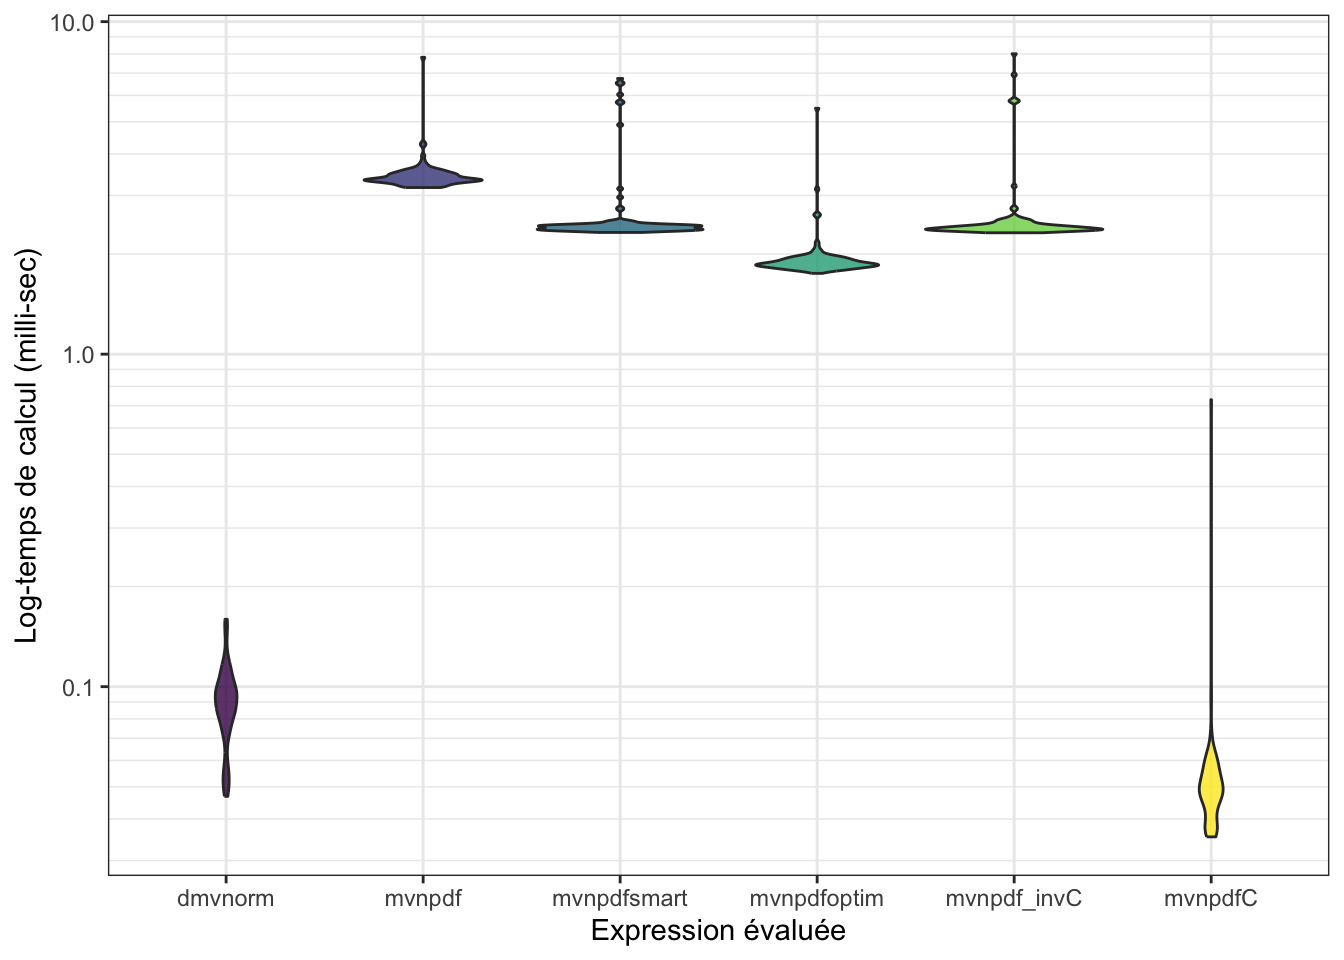 10.0
1.0
0.1
Log-temps de calcul (milli-sec)
dmvnorm mvnpdf mvnpdfsmart mvnpdfoptim mvnpdf_invC mvnpdfC
Expression évaluée